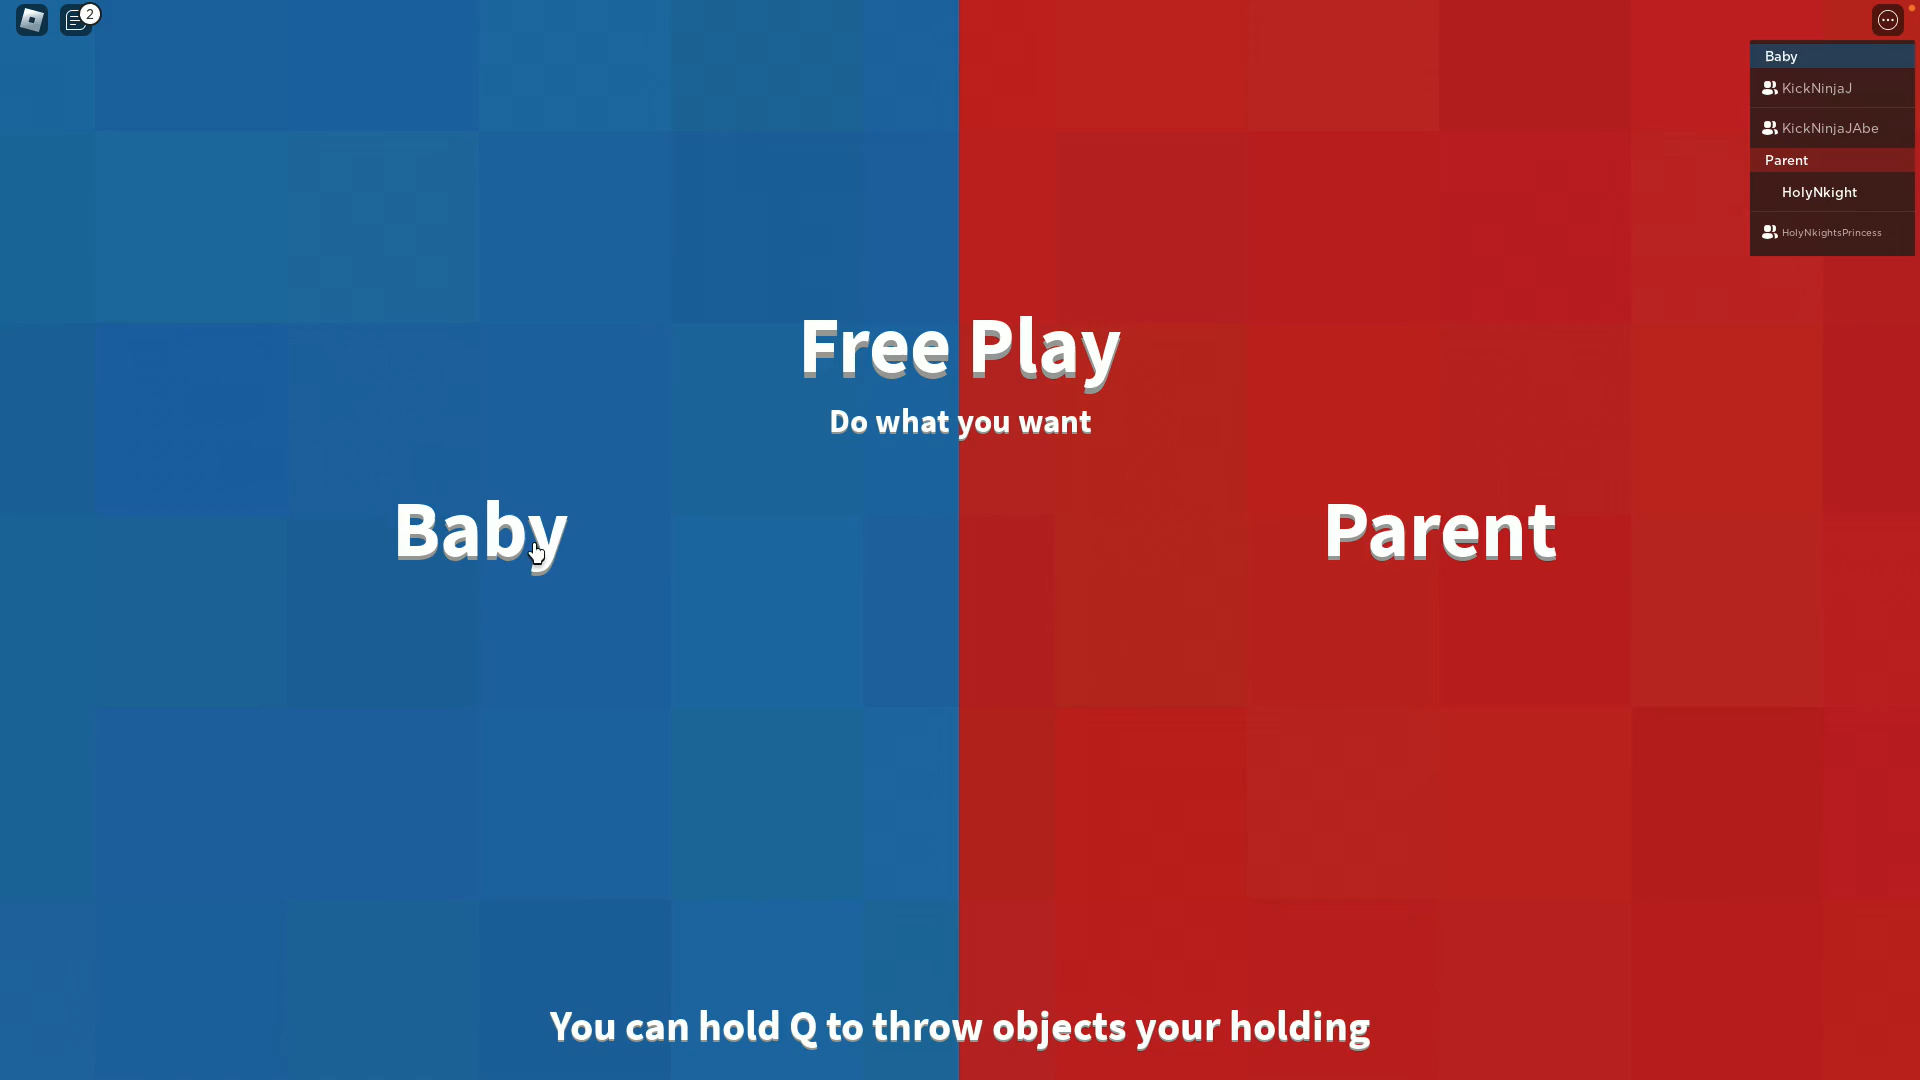 2
Baby
KickNinjaJ
KickNinjaJAbe
Parent
HolyNkight
HolyNkightsPrincess
Free Play
Do what you want
Baby
Parent
You can hold Q to throw objects your holding